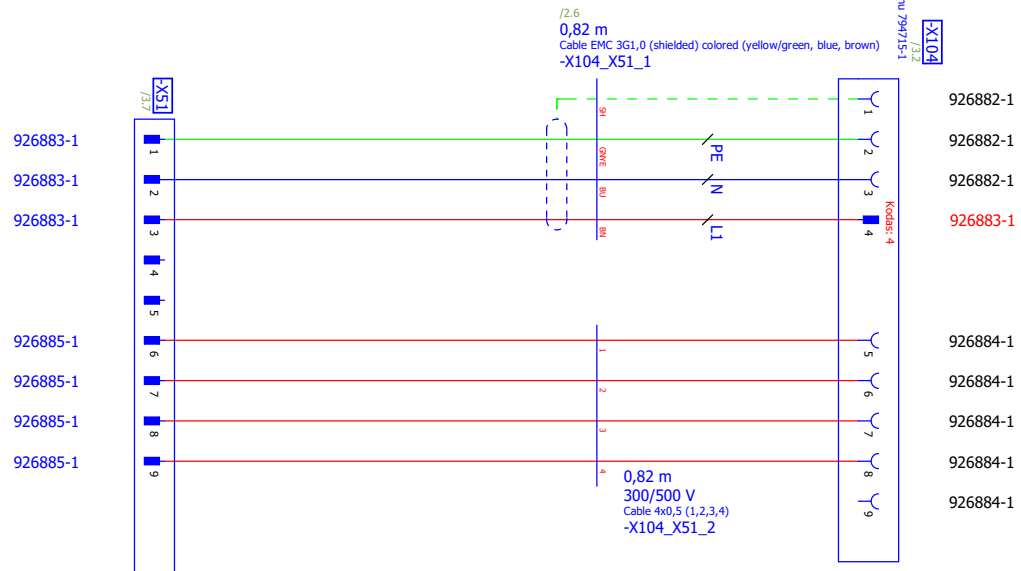 /2.6
0,82 m
Cable EMC 3G1,0 (shielded) colored (yellow/green, blue, brown)
-X104_X51_1
794715-1
-X104
/3.2
-X51
/3.7
SH
1
926882-1
926883-1
1
GNYE
PE
2
926882-1
926883-1
2
BU
N
3
926882-1
926883-1
3
BN
L1
4
Kodas: 4
926883-1
4
5
926885-1
6
1
5
926884-1
926885-1
7
2
6
926884-1
926885-1
8
3
7
926884-1
926885-1
9
4
8
926884-1
9
926884-1
0,82 m
300/500 V
Cable 4x0,5 (1,2,3,4)
-X104_X51_2